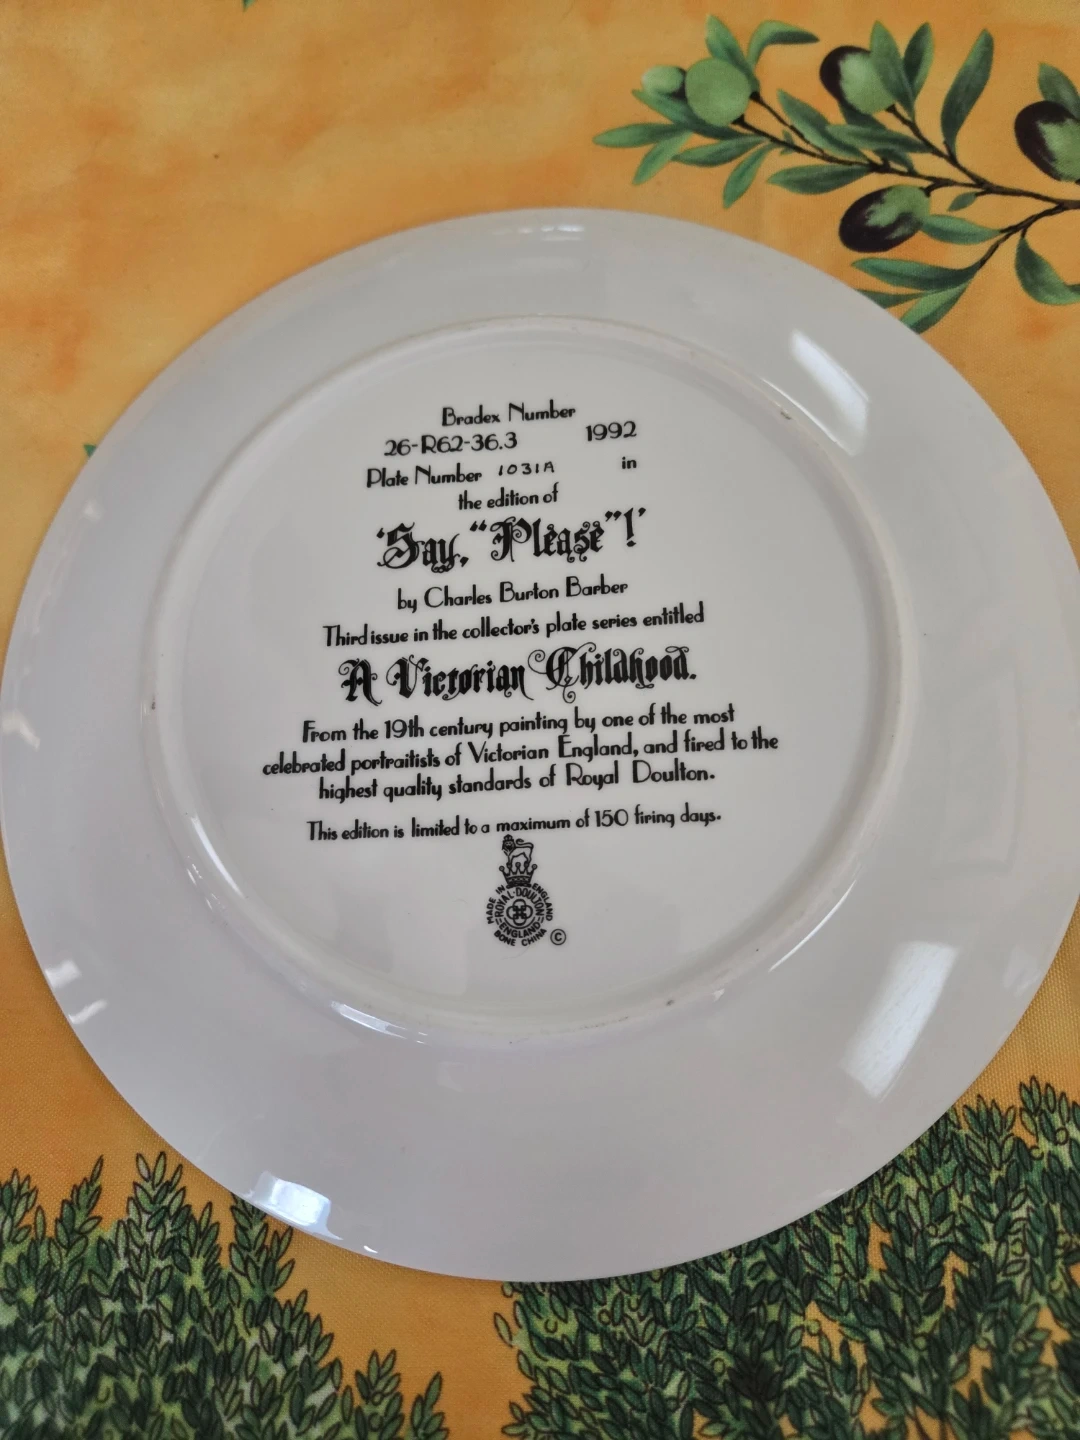 Bradex Number
26-R62-36.3 1992
Plate Number 1031A in
the edition of
'Say, "Please"!'
by Charles Burton Barber
Third issue in the collector's plate series entitled
A Victorian Childhood.
From the 19th century painting by one of the most
celebrated portraitists of Victorian England, and fired to the
highest quality standards of Royal Doulton.
This edition is limited to a maximum of 150 firing days.
MADE IN ENGLAND
ROYAL·DOULTON
ENGLAND
BONE CHINA
©